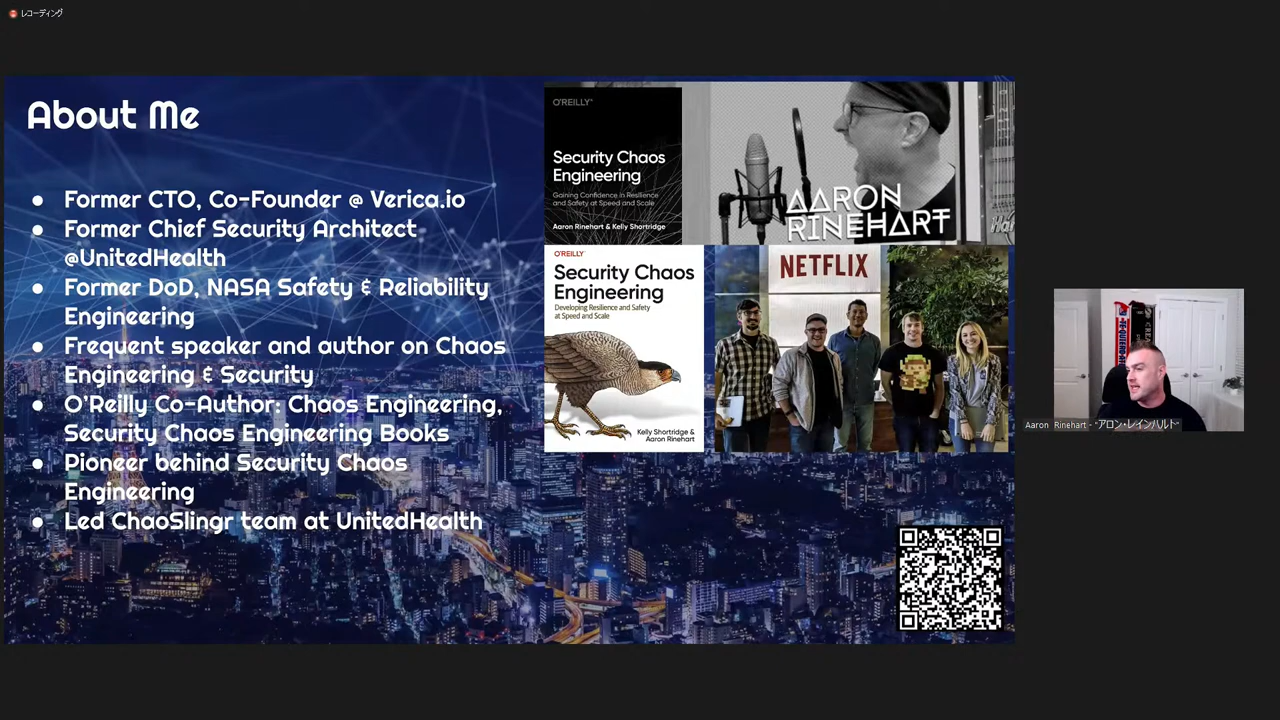 レコーディング
About Me
Former CTO, Co-Founder @ Verica.io
Former Chief Security Architect
@UnitedHealth
Former DoD, NASA Safety & Reliability
Engineering
Frequent speaker and author on Chaos
Engineering & Security
O'Reilly Co-Author: Chaos Engineering,
Security Chaos Engineering Books
Pioneer behind Security Chaos
Engineering
Led ChaoSlingr team at UnitedHealth
O'REILLY®
Security Chaos
Engineering
Gaining Confidence in Resilience
and Safety at Speed and Scale
Aaron Rinehart & Kelly Shortridge
AARON
RINEHART
O'REILLY®
Security Chaos
Engineering
Developing Resilience and Safety
at Speed and Scale
Kelly Shortridge &
Aaron Rinehart
NETFLIX
Aaron Rinehart - "アロン・レインハルト"